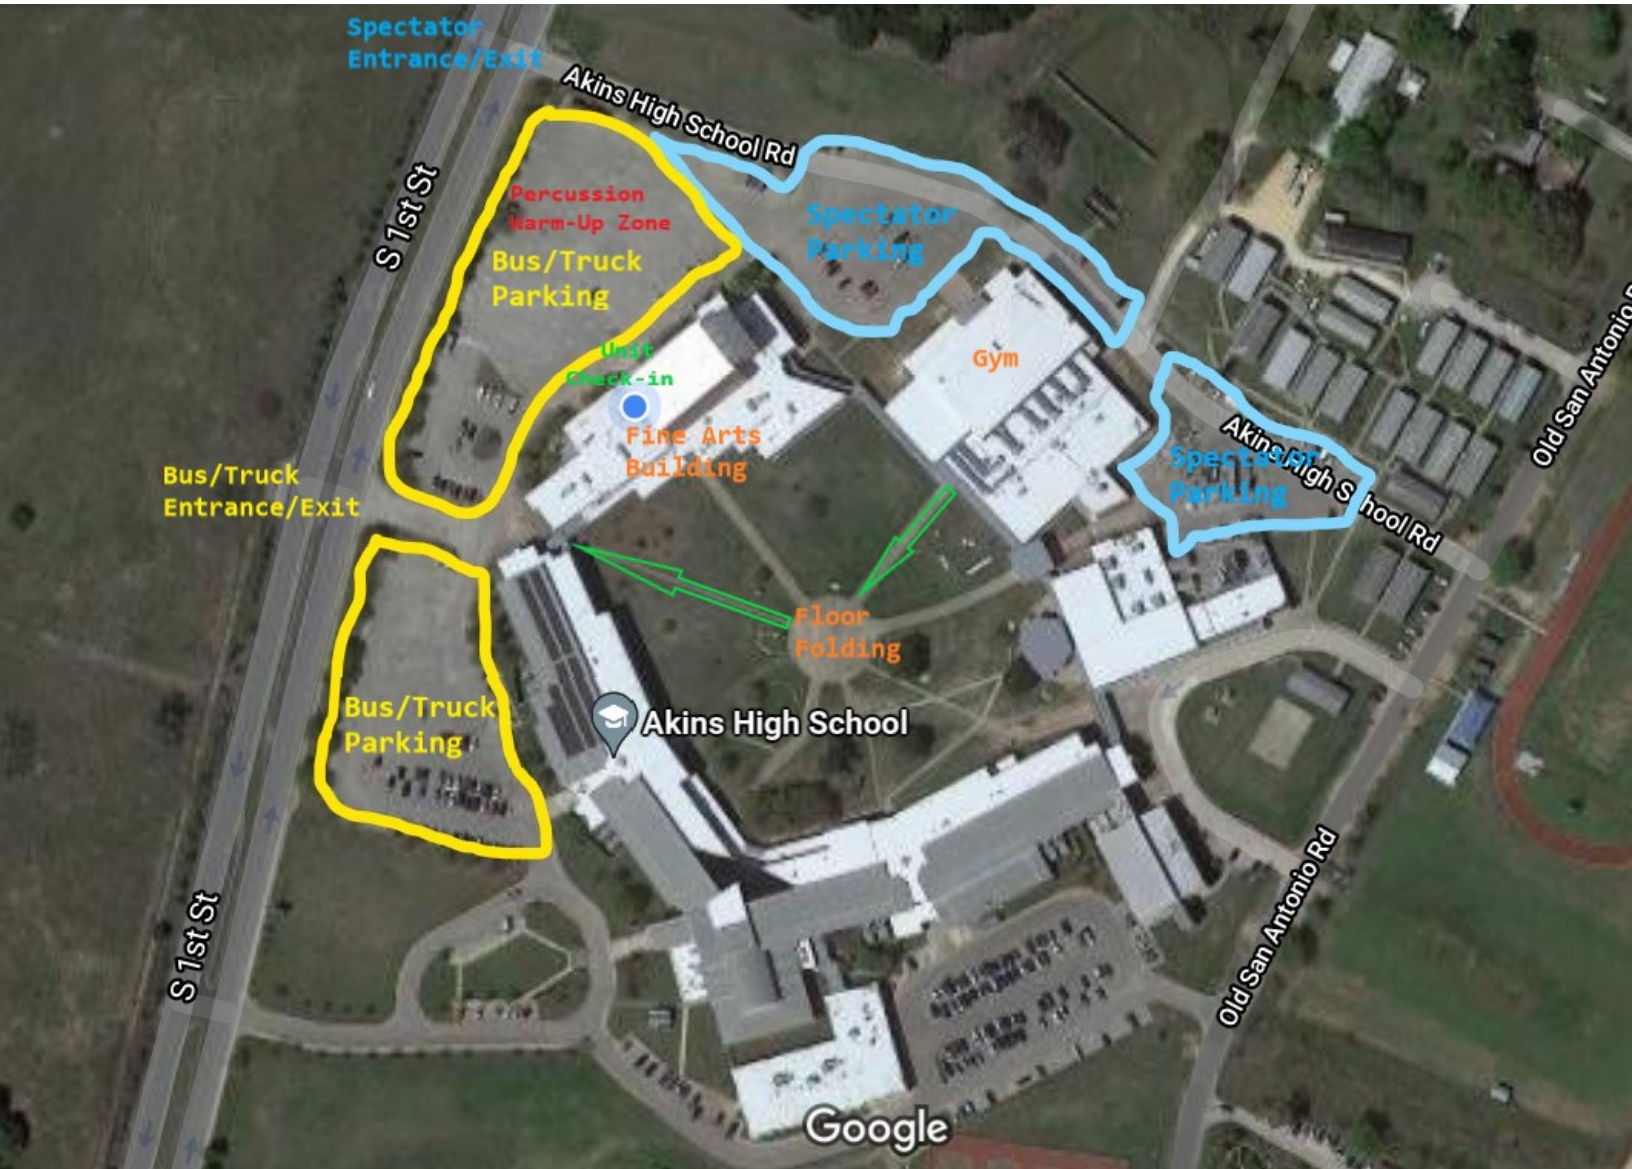 Spectator
Entrance/Exit
Akins High School Rd
S 1st St
Percussion
Warm-Up Zone
Bus/Truck
Parking
Spectator
Parking
Unit
Check-in
Gym
Fine Arts
Building
Old San Antonio R
Akins High School Rd
Spectator
Parking
Bus/Truck
Entrance/Exit
Floor
Folding
Bus/Truck
Parking
Akins High School
S 1st St
Old San Antonio Rd
Google